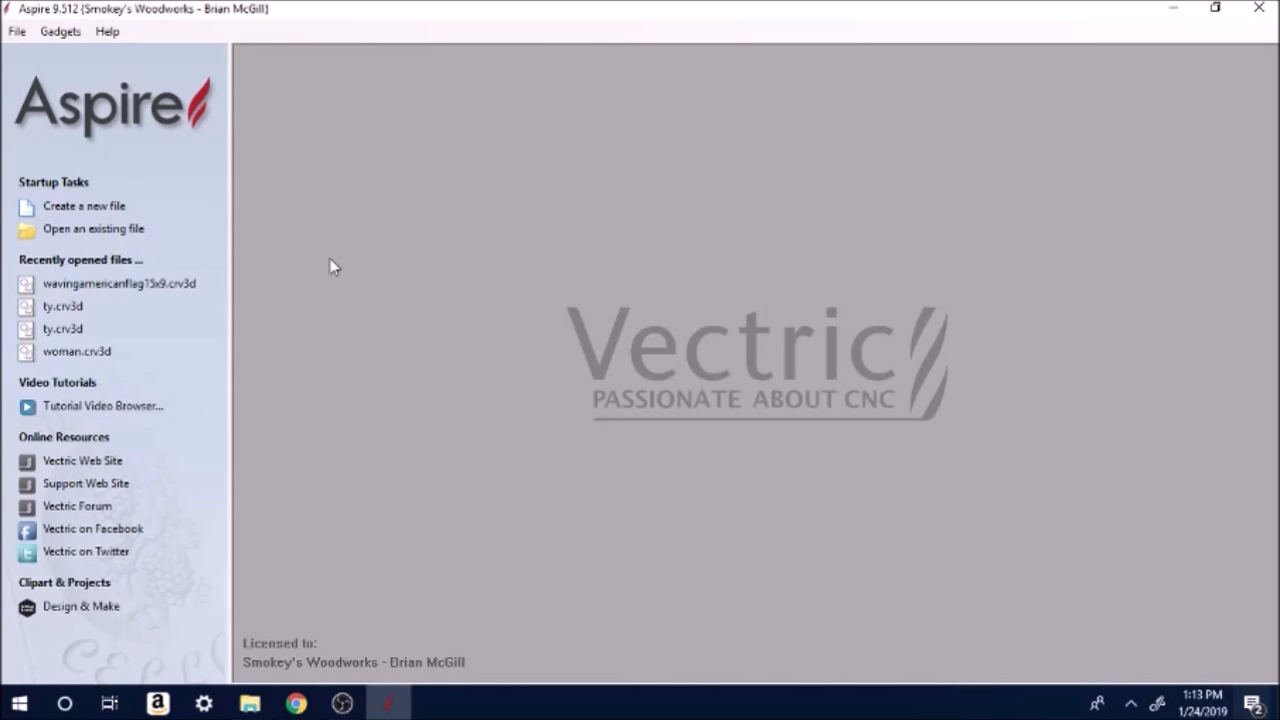 Aspire 9.512 {Smokey's Woodworks - Brian McGill}
File Gadgets Help
Aspire
Startup Tasks
Create a new file
Open an existing file
Recently opened files ...
wavingamericanflag15x9.crv3d
ty.crv3d
ty.crv3d
woman.crv3d
Video Tutorials
Tutorial Video Browser...
Online Resources
Vectric Web Site
Support Web Site
Vectric Forum
Vectric on Facebook
Vectric on Twitter
Clipart & Projects
Design & Make
Vectric
PASSIONATE ABOUT CNC
Licensed to:
Smokey's Woodworks - Brian McGill
1:13 PM
1/24/2019
2